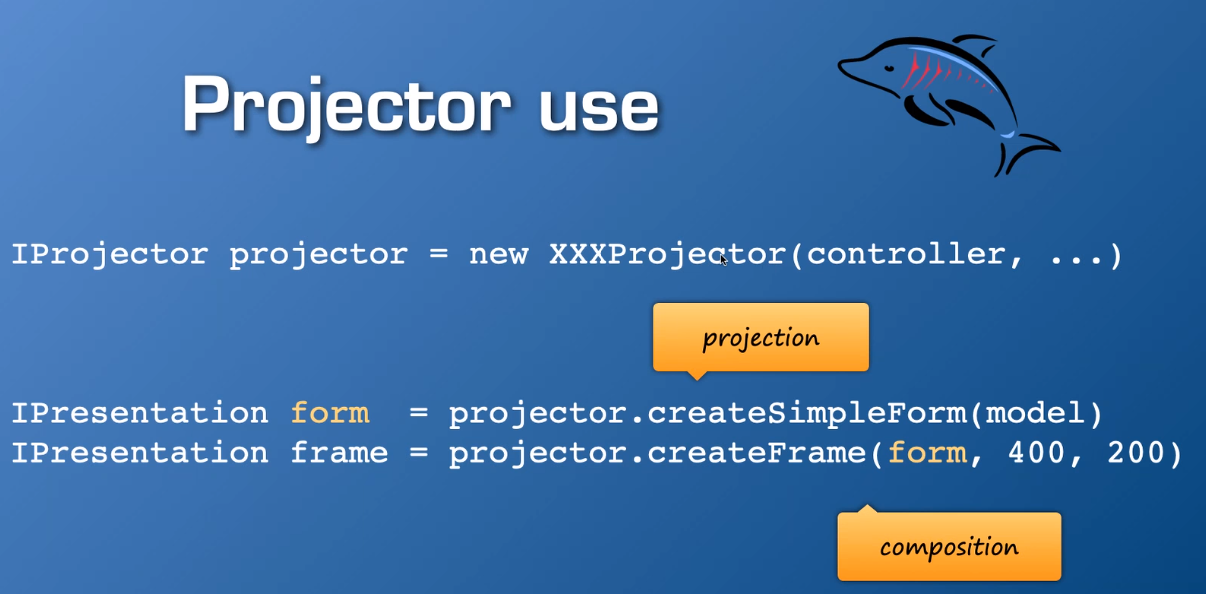 Projector use
IProjector projector = new XXXProjector(controller, ...)
projection
IPresentation form  = projector.createSimpleForm(model)
IPresentation frame = projector.createFrame(form, 400, 200)
composition